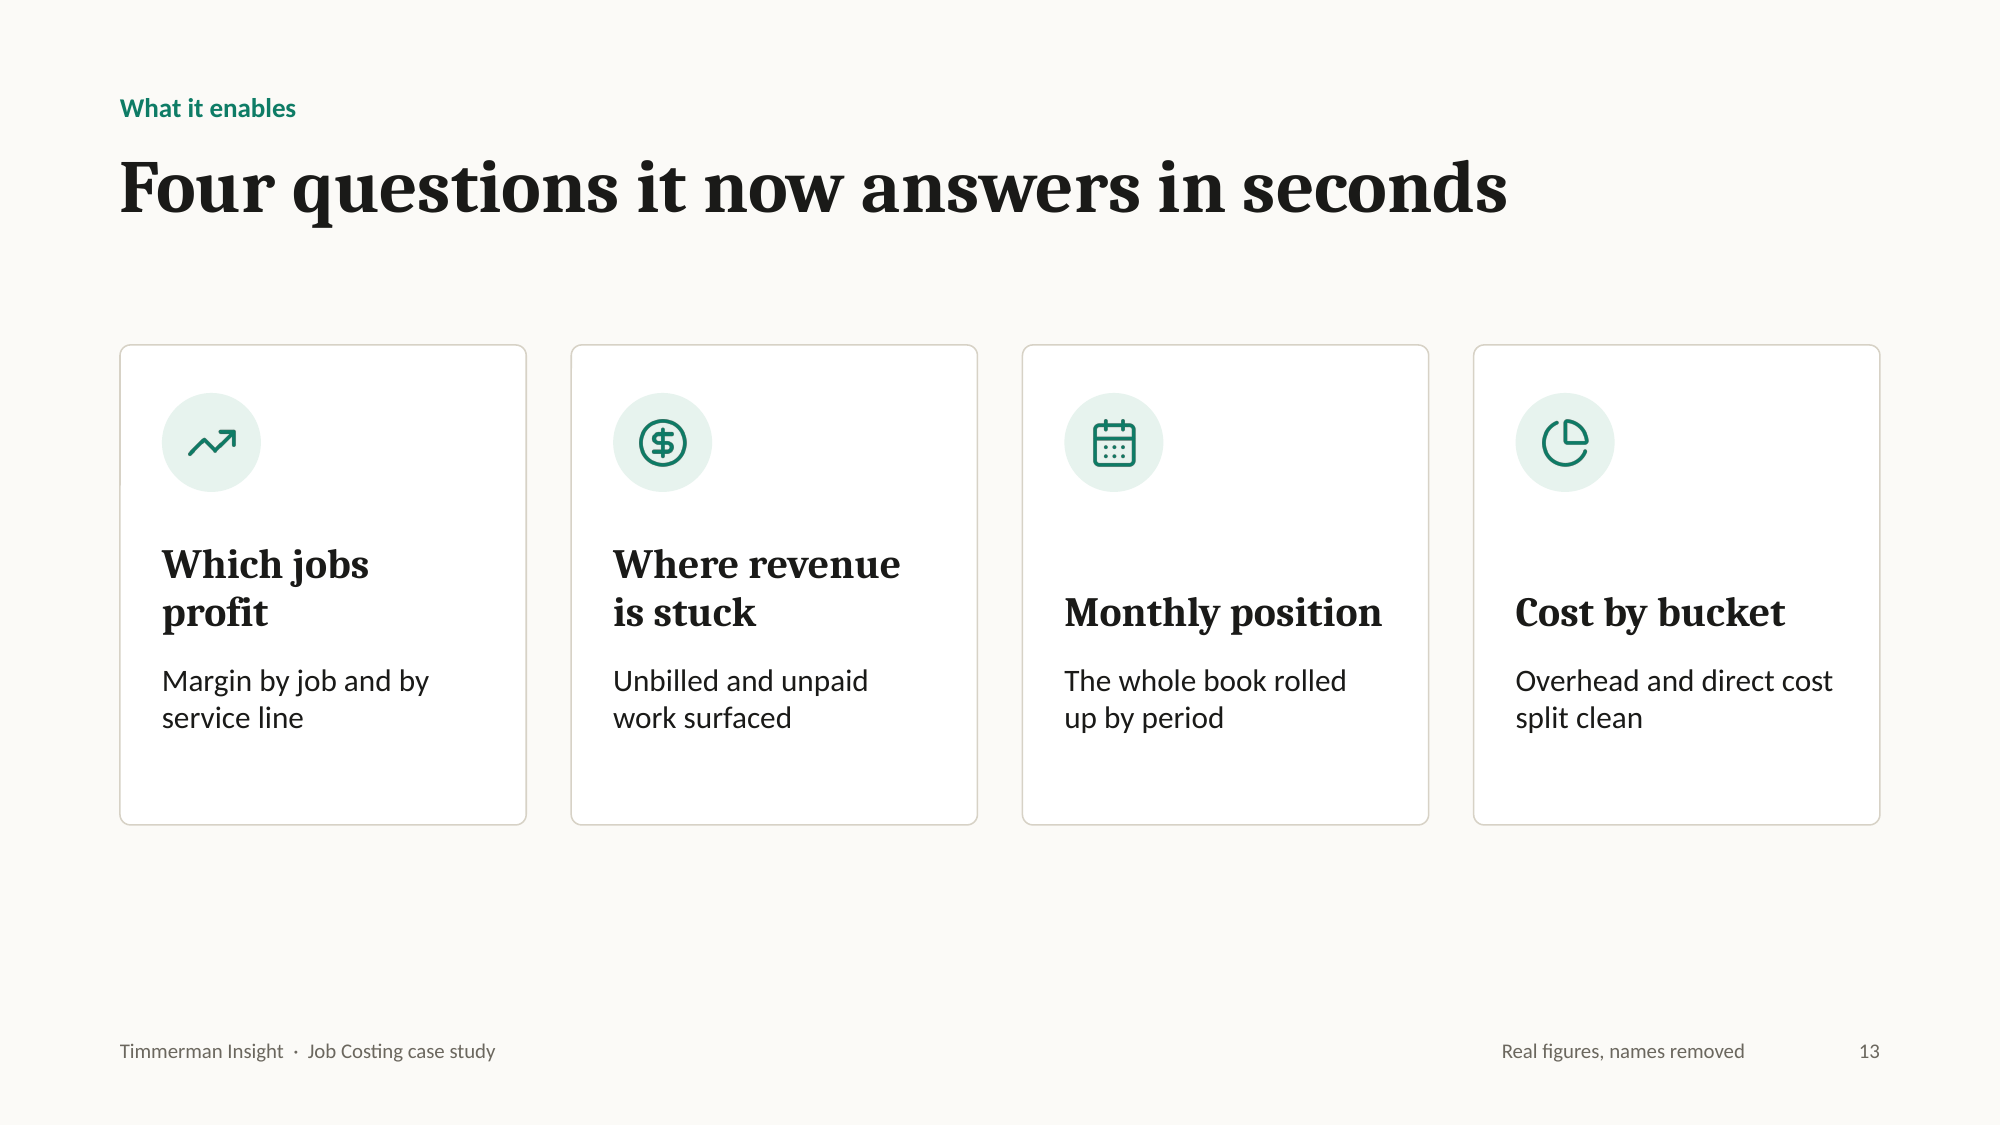 What it enables
Four questions it now answers in seconds
Which jobs
profit
Margin by job and by
service line
Where revenue
is stuck
Unbilled and unpaid
work surfaced
Monthly position
The whole book rolled
up by period
Cost by bucket
Overhead and direct cost
split clean
Timmerman Insight · Job Costing case study
Real figures, names removed
13